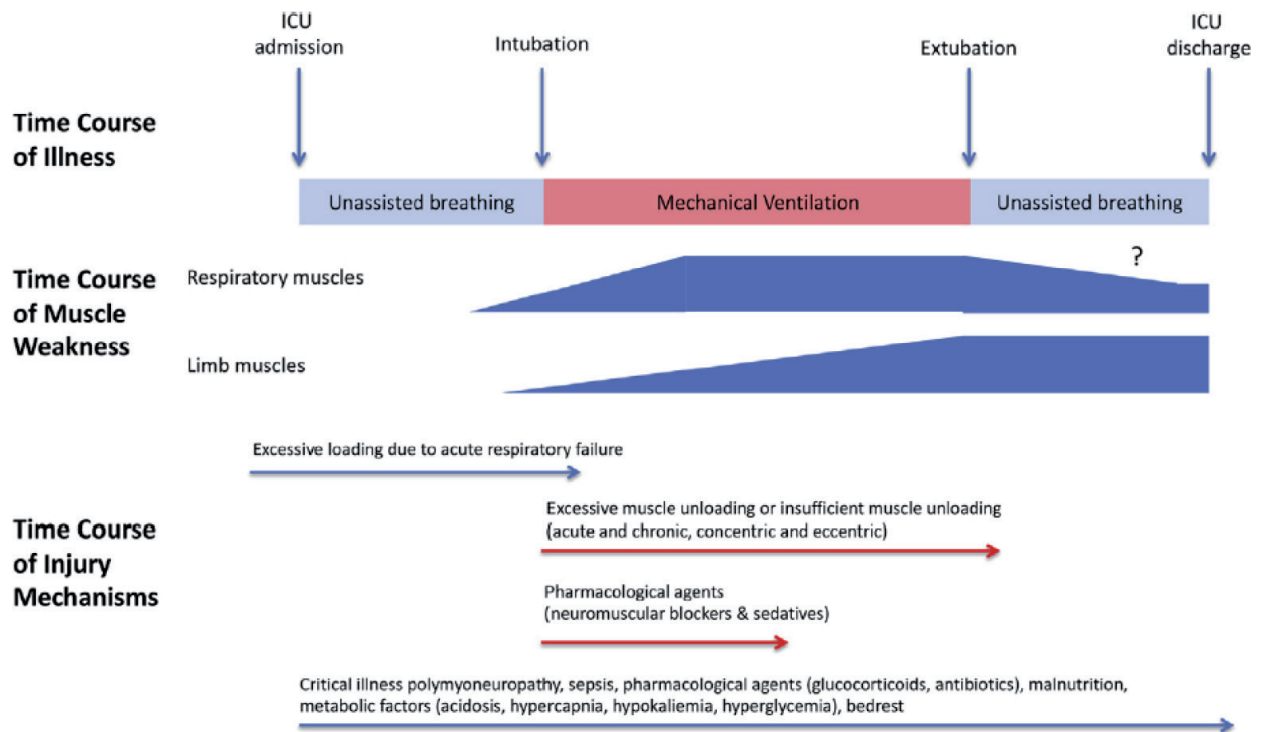 ICU
admission
Intubation
Extubation
ICU
discharge
Time Course
of Illness
Unassisted breathing
Mechanical Ventilation
Unassisted breathing
Time Course
of Muscle
Weakness
Respiratory muscles
?
Limb muscles
Excessive loading due to acute respiratory failure
Time Course
of Injury
Mechanisms
Excessive muscle unloading or insufficient muscle unloading
(acute and chronic, concentric and eccentric)
Pharmacological agents
(neuromuscular blockers & sedatives)
Critical illness polymyoneuropathy, sepsis, pharmacological agents (glucocorticoids, antibiotics), malnutrition,
metabolic factors (acidosis, hypercapnia, hypokaliemia, hyperglycemia), bedrest